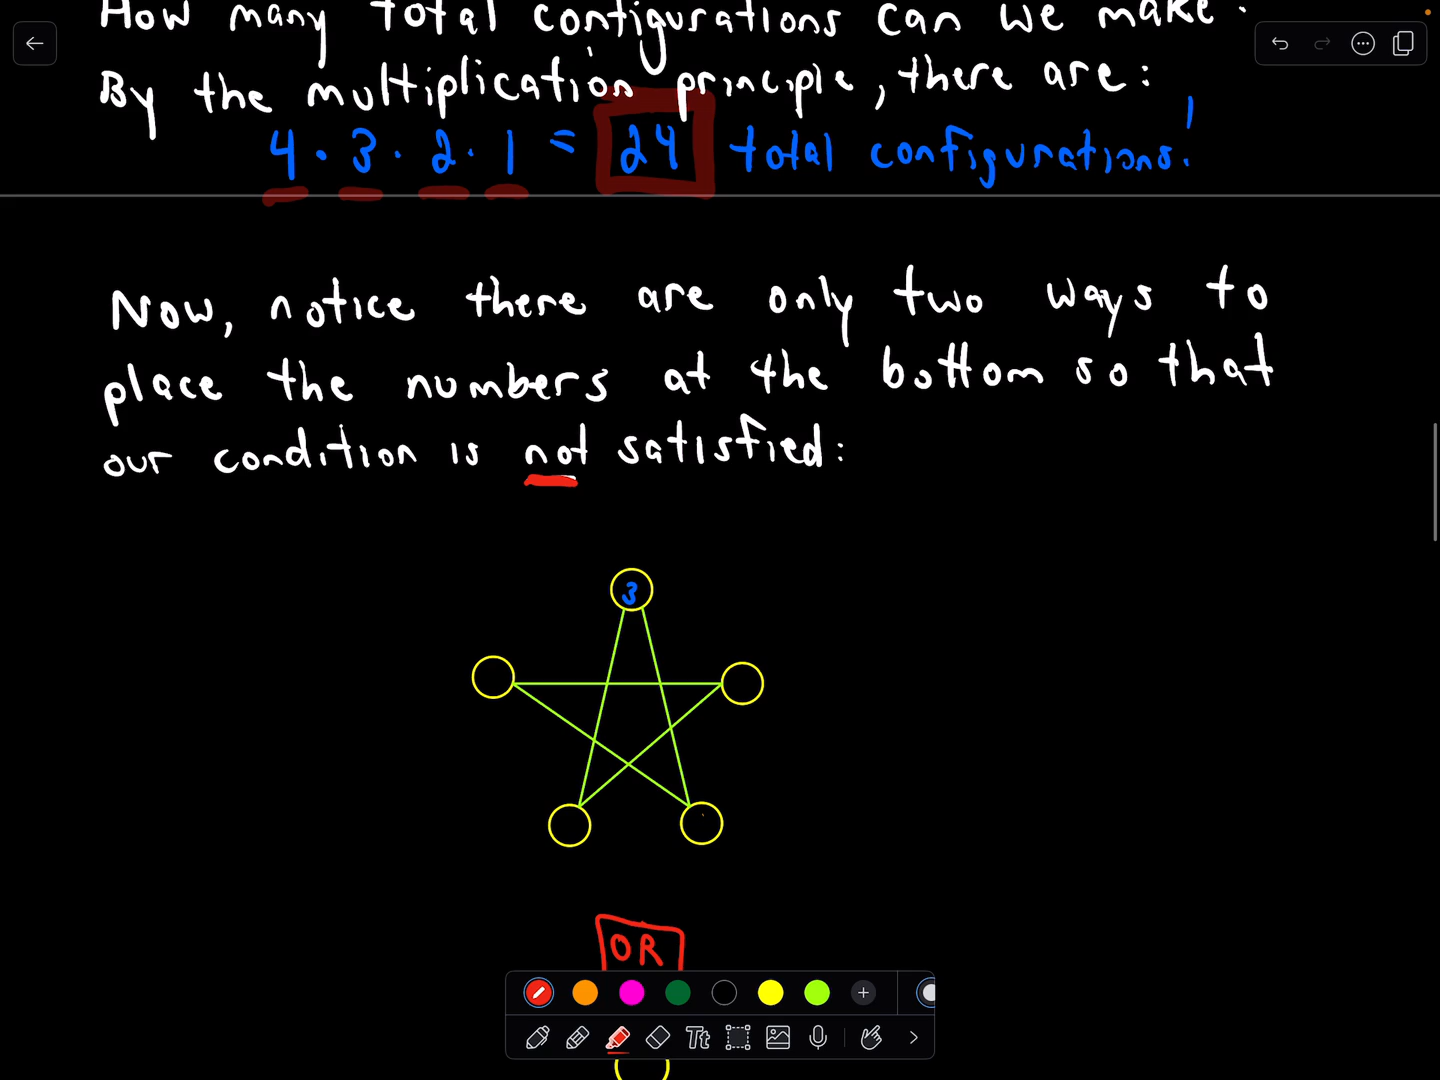 How many total configurations can we make.
By the multiplication principle, there are:
4 · 3 · 2 · 1 = 24 total configurations!
Now, notice there are only two ways to
place the numbers at the bottom so that
our condition is not satisfied:
3
OR
Tt